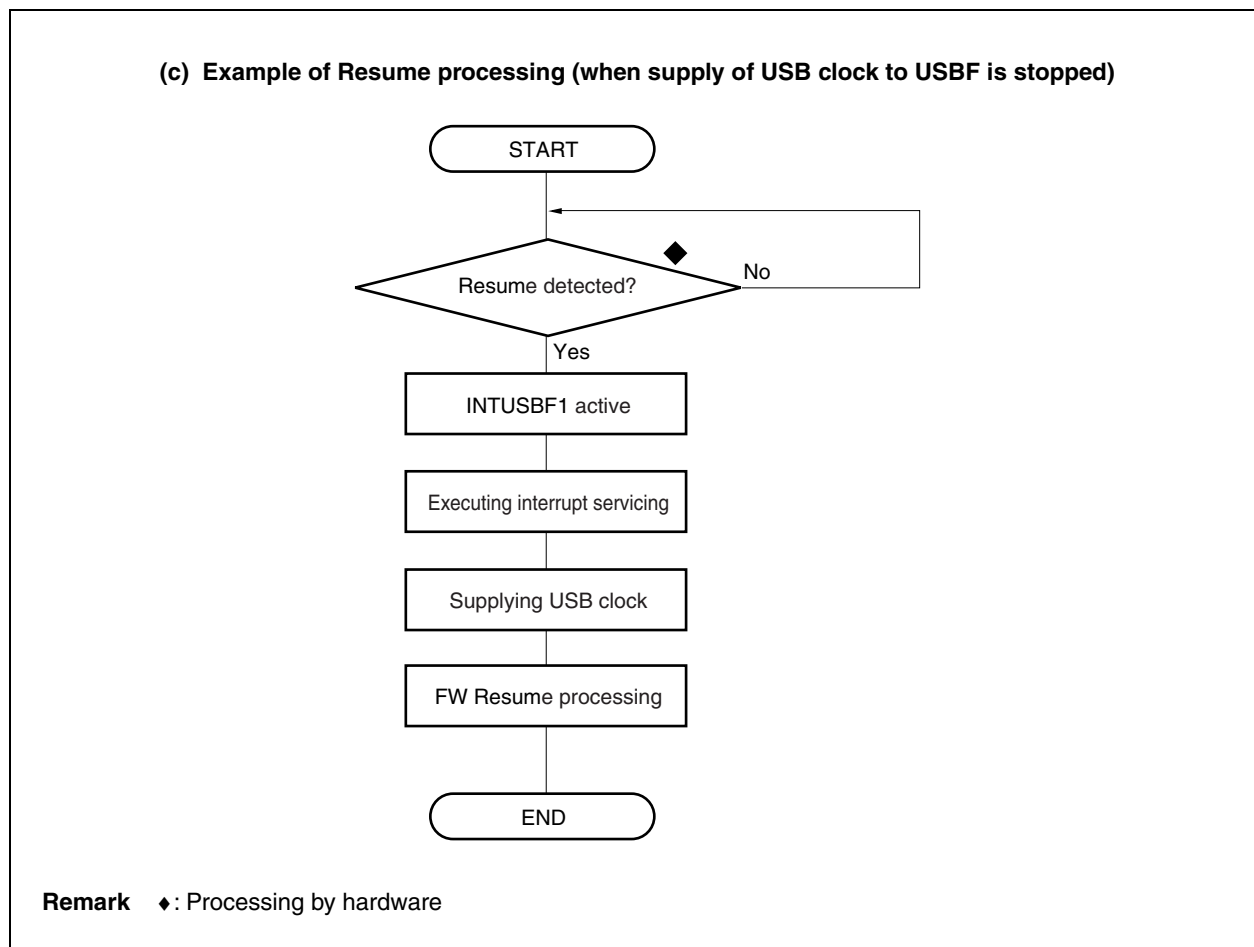 (c) Example of Resume processing (when supply of USB clock to USBF is stopped)
START
Resume detected?
No
Yes
INTUSBF1 active
Executing interrupt servicing
Supplying USB clock
FW Resume processing
END
Remark ♦: Processing by hardware